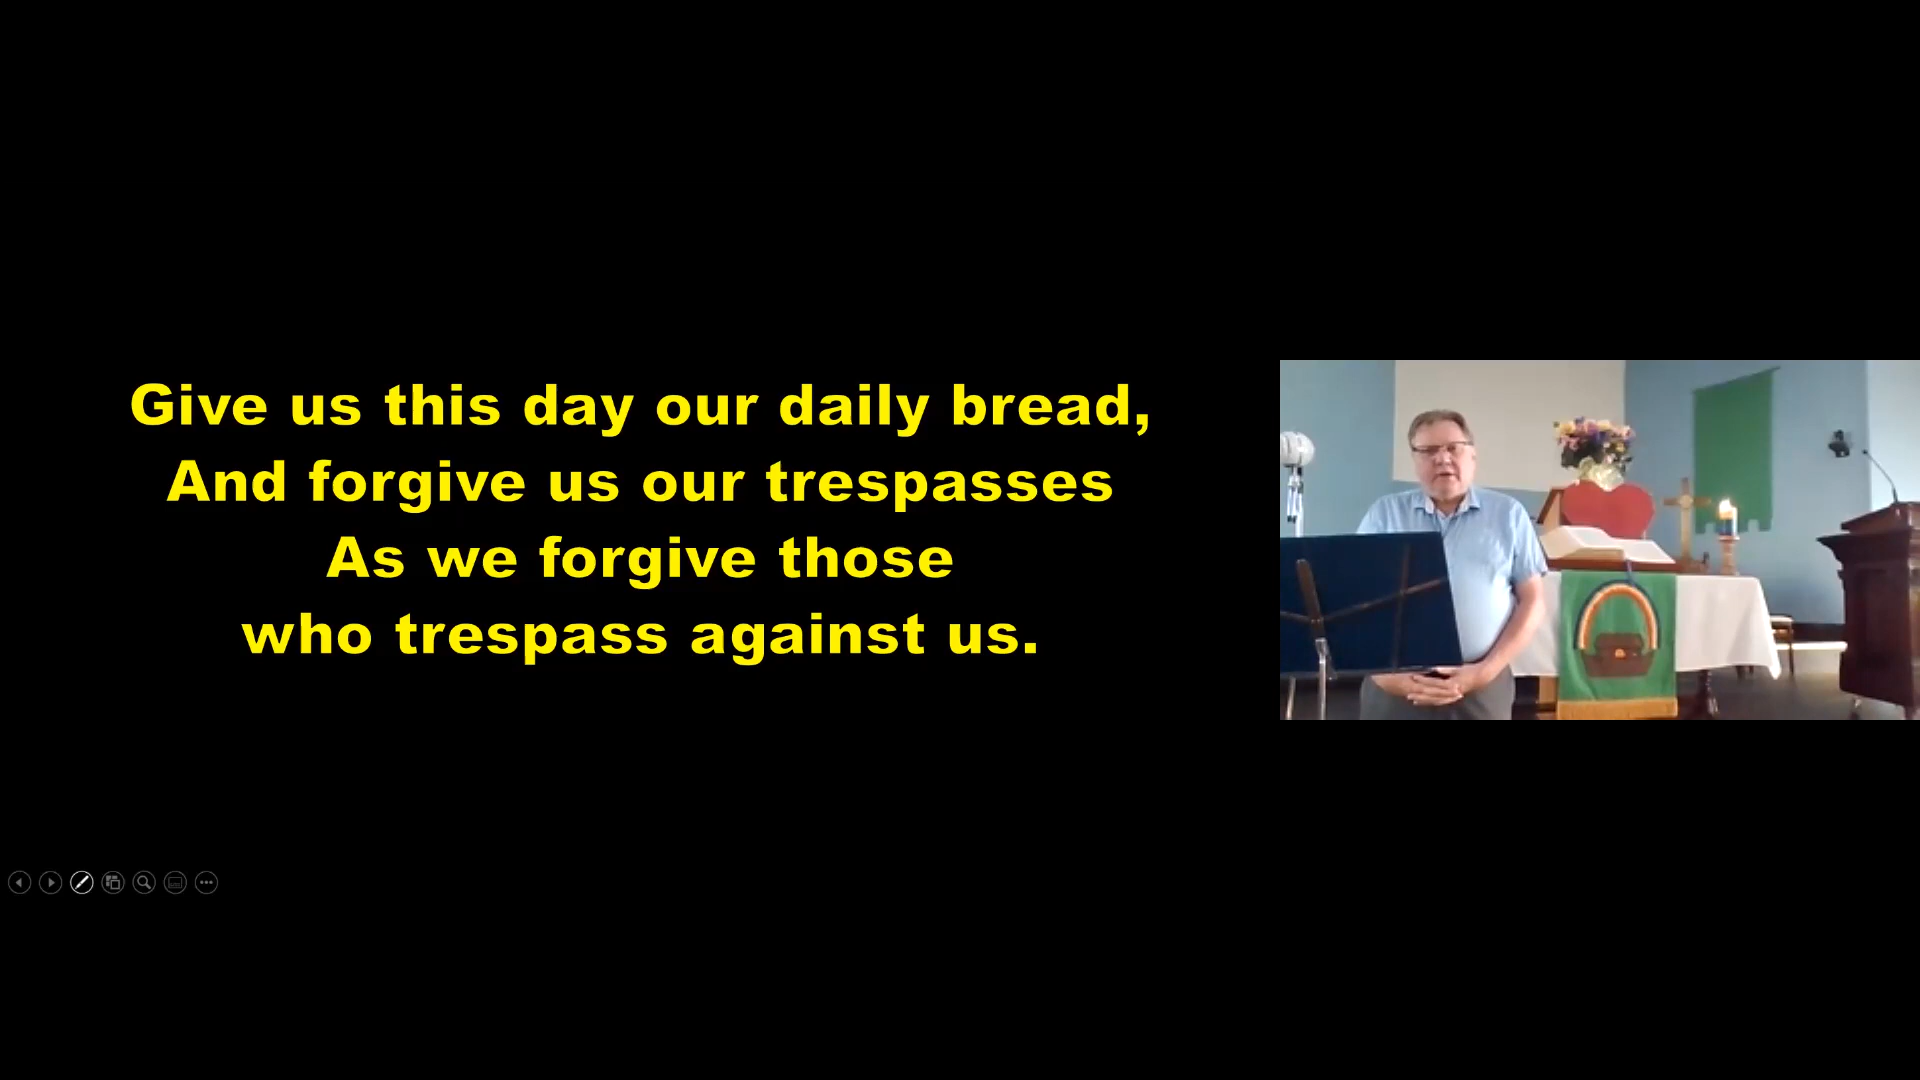 Give us this day our daily bread,
And forgive us our trespasses
As we forgive those
who trespass against us.